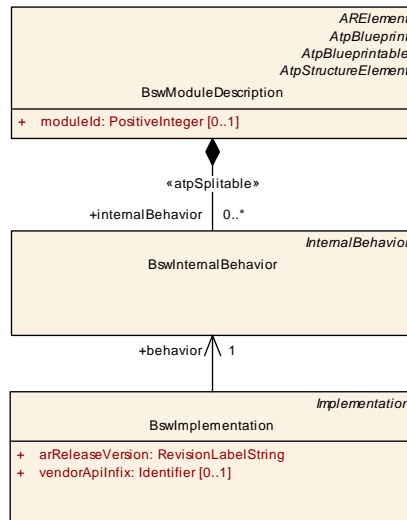 ARElement
AtpBlueprint
AtpBlueprintable
AtpStructureElement
BswModuleDescription
+ moduleId: PositiveInteger [0..1]
«atpSplitable»
+internalBehavior 0..*
InternalBehavior
BswInternalBehavior
+behavior 1
Implementation
BswImplementation
+ arReleaseVersion: RevisionLabelString
+ vendorApiInfix: Identifier [0..1]